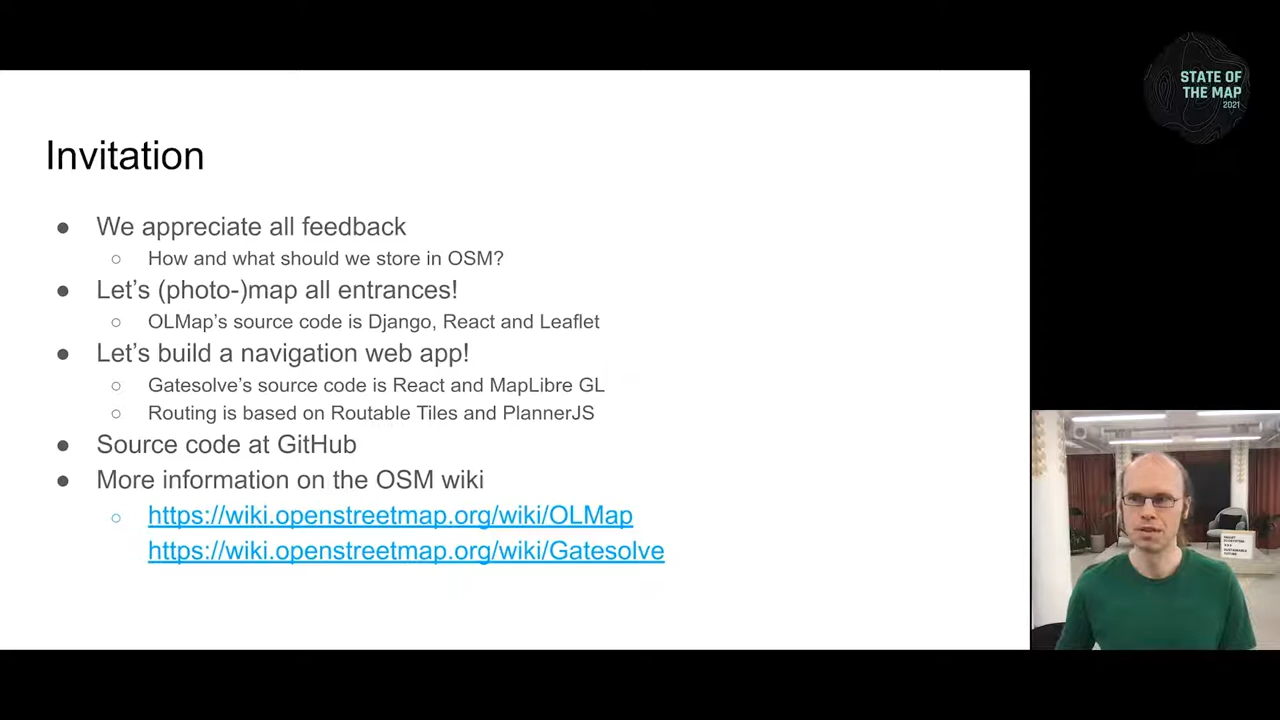 STATE OF
THE MAP
2021
Invitation
● We appreciate all feedback
○ How and what should we store in OSM?
● Let’s (photo-)map all entrances!
○ OLMap’s source code is Django, React and Leaflet
● Let’s build a navigation web app!
○ Gatesolve’s source code is React and MapLibre GL
○ Routing is based on Routable Tiles and PlannerJS
● Source code at GitHub
● More information on the OSM wiki
○ https://wiki.openstreetmap.org/wiki/OLMap
https://wiki.openstreetmap.org/wiki/Gatesolve